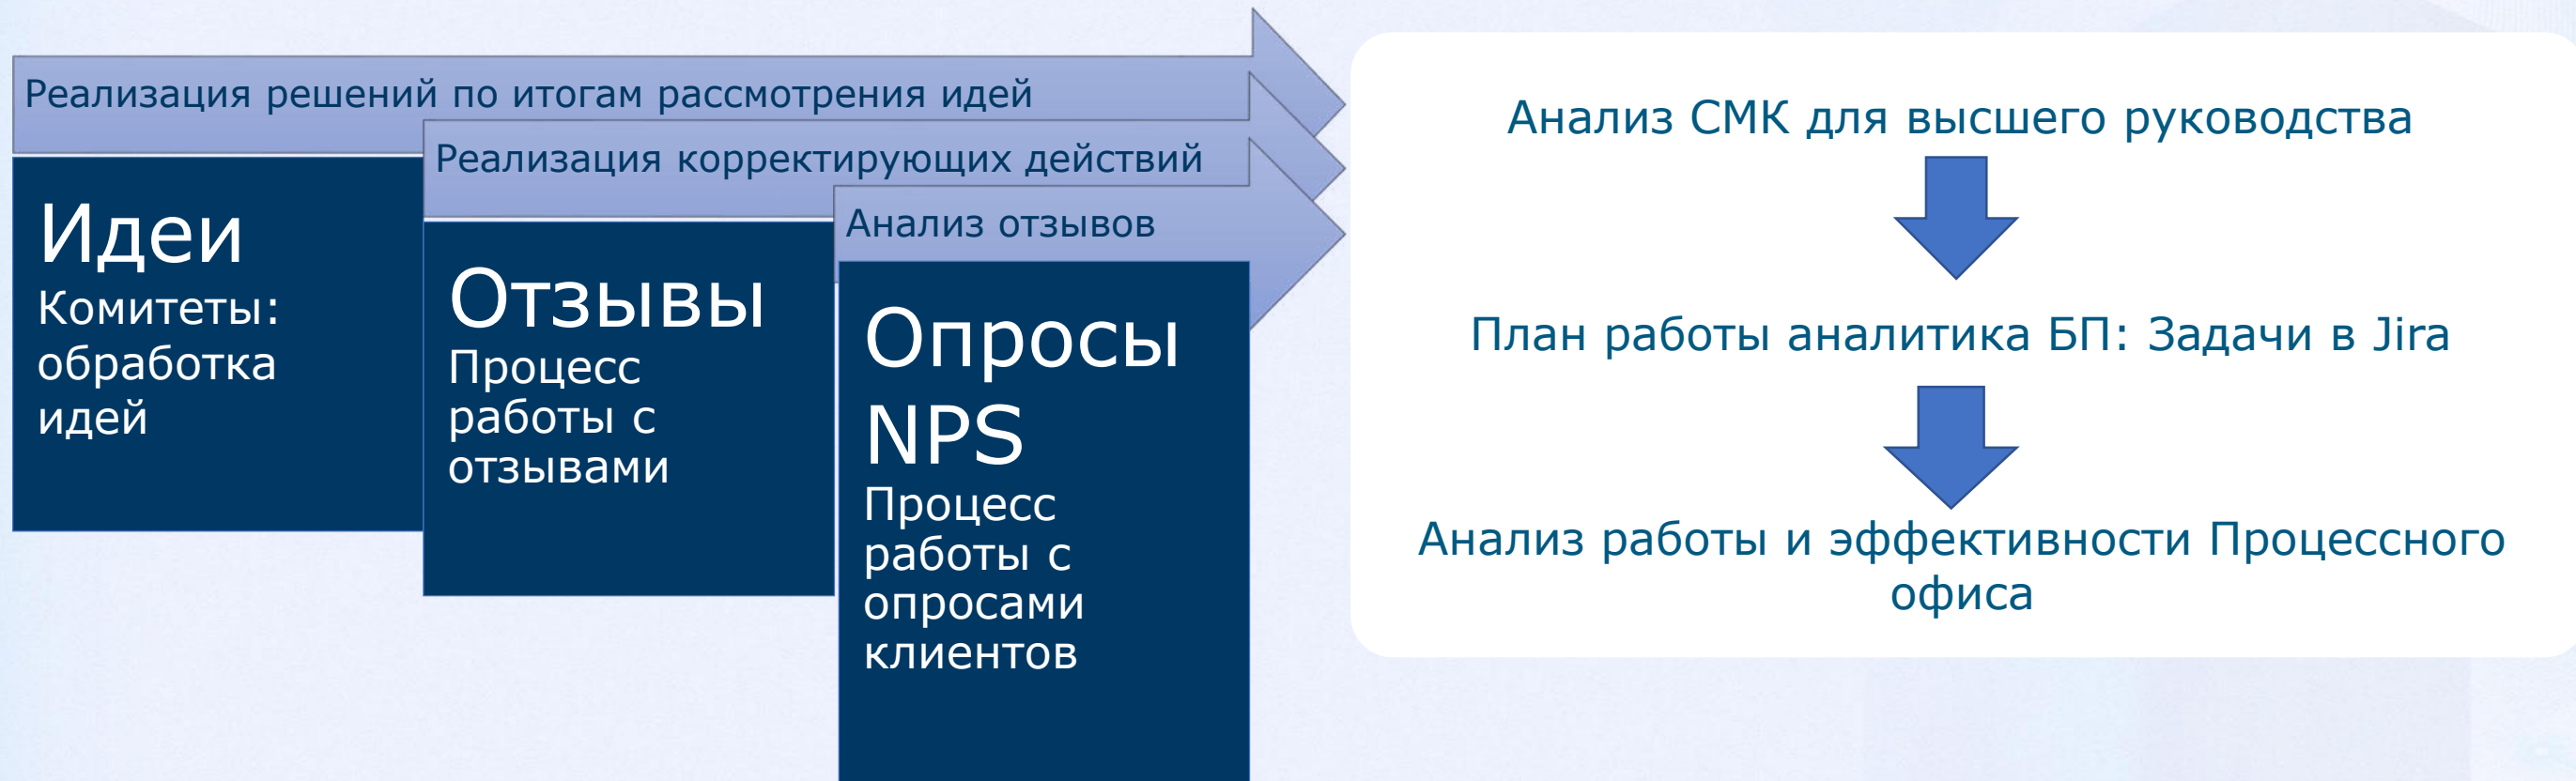 Реализация решений по итогам рассмотрения идей
Идеи
Комитеты:
обработка
идей
Реализация корректирующих действий
Отзывы
Процесс
работы с
отзывами
Анализ отзывов
Опросы
NPS
Процесс
работы с
опросами
клиентов
Анализ СМК для высшего руководства
План работы аналитика БП: Задачи в Jira
Анализ работы и эффективности Процессного
офиса